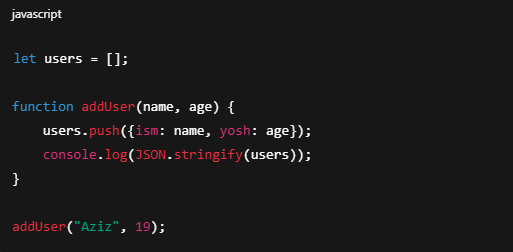 javascript
let users = [];
function addUser(name, age) {
    users.push({ism: name, yosh: age});
    console.log(JSON.stringify(users));
}
addUser("Aziz", 19);